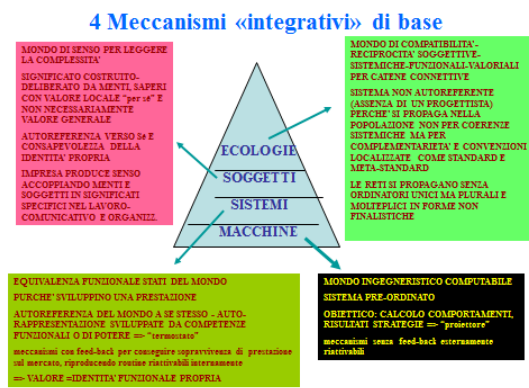 4 Meccanismi «integrativi» di base
MONDO DI SENSO PER LEGGERE
LA COMPLESSITA'
SIGNIFICATO COSTRUITO-
DELIBERATO DA MENTI, SAPERI
CON VALORE LOCALE "per sé" E
NON NECESSARIAMENTE
VALORE GENERALE
AUTOREFERENZA VERSO Sé E
CONSAPEVOLEZZA DELLA
IDENTITA' PROPRIA
IMPRESA PRODUCE SENSO
ACCOPPIANDO MENTI E
SOGGETTI IN SIGNIFICATI
SPECIFICI NEL LAVORO-
COMUNICATIVO E ORGANIZZ.
MONDO DI COMPATIBILITA'-
RECIPROCITA' SOGGETTIVE-
SISTEMICHE-FUNZIONALI-VALORIALI
PER CATENE CONNETTIVE
SISTEMA NON AUTOREFERENTE
(ASSENZA DI UN PROGETTISTA)
PERCHE' SI PROPAGA NELLA
POPOLAZIONE NON PER COERENZE
SISTEMICHE MA PER
COMPLEMENTARIETA' E CONVENZIONI
LOCALIZZATE COME STANDARD E
META-STANDARD
LE RETI SI PROPAGANO SENZA
ORDINATORI UNICI MA PLURALI E
MOLTEPLICI IN FORME NON
FINALISTICHE
ECOLOGIE
SOGGETTI
SISTEMI
MACCHINE
EQUIVALENZA FUNZIONALE STATI DEL MONDO
PURCHE' SVILUPPINO UNA PRESTAZIONE
AUTOREFERENZA DEL MONDO A SE STESSO - AUTO-
RAPPRESENTAZIONE SVILUPPATE DA COMPETENZE
FUNZIONALI O DI POTERE => "termostato"
meccanismi con feed-back per conseguire sopravvivenza di prestazione
sul mercato, riproducendo routine riattivabili internamente
=> VALORE =IDENTITA' FUNZIONALE PROPRIA
MONDO INGEGNERISTICO COMPUTABILE
SISTEMA PRE-ORDINATO
OBIETTIVO: CALCOLO COMPORTAMENTI,
RISULTATI STRATEGIE => "proiettore"
meccanismi senza feed-back esternamente
riattivabili